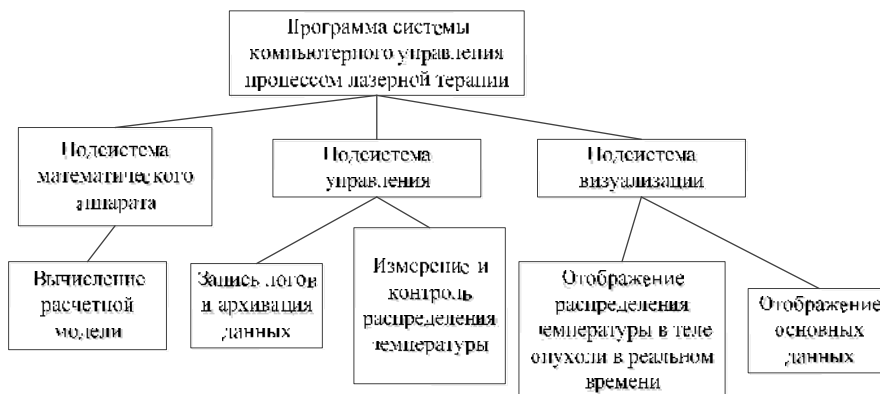 Программа системы
компьютерного управления
процессом лазерной терапии
Подсистема
математического
аппарата
Подсистема
управления
Подсистема
визуализации
Вычисление
расчетной
модели
Запись логов
и архивация
данных
Измерение и
контроль
распределения
температуры
Отображение
распределения
температуры в теле
опухоли в реальном
времени
Отображение
основных
данных